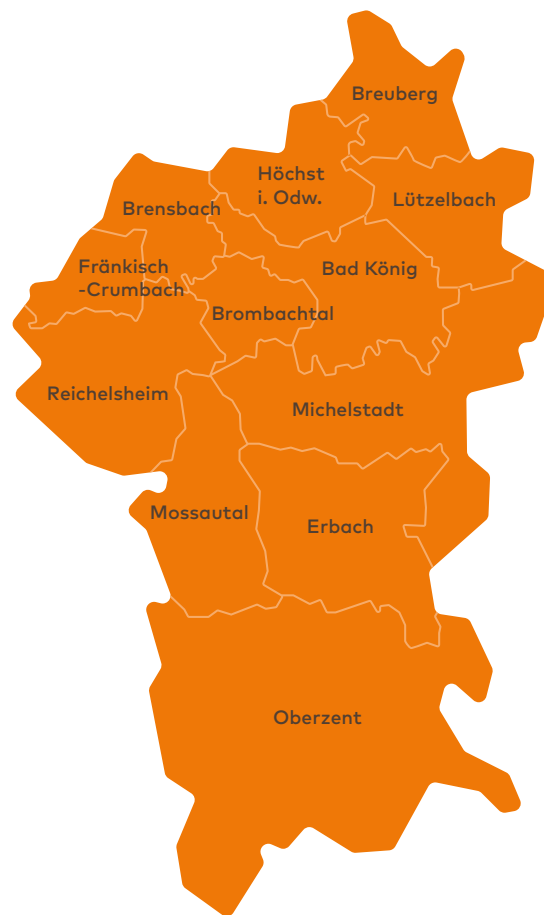 Breuberg
Höchst
i. Odw.
Lützelbach
Brensbach
Fränkisch
-Crumbach
Bad König
Brombachtal
Reichelsheim
Michelstadt
Mossautal
Erbach
Oberzent